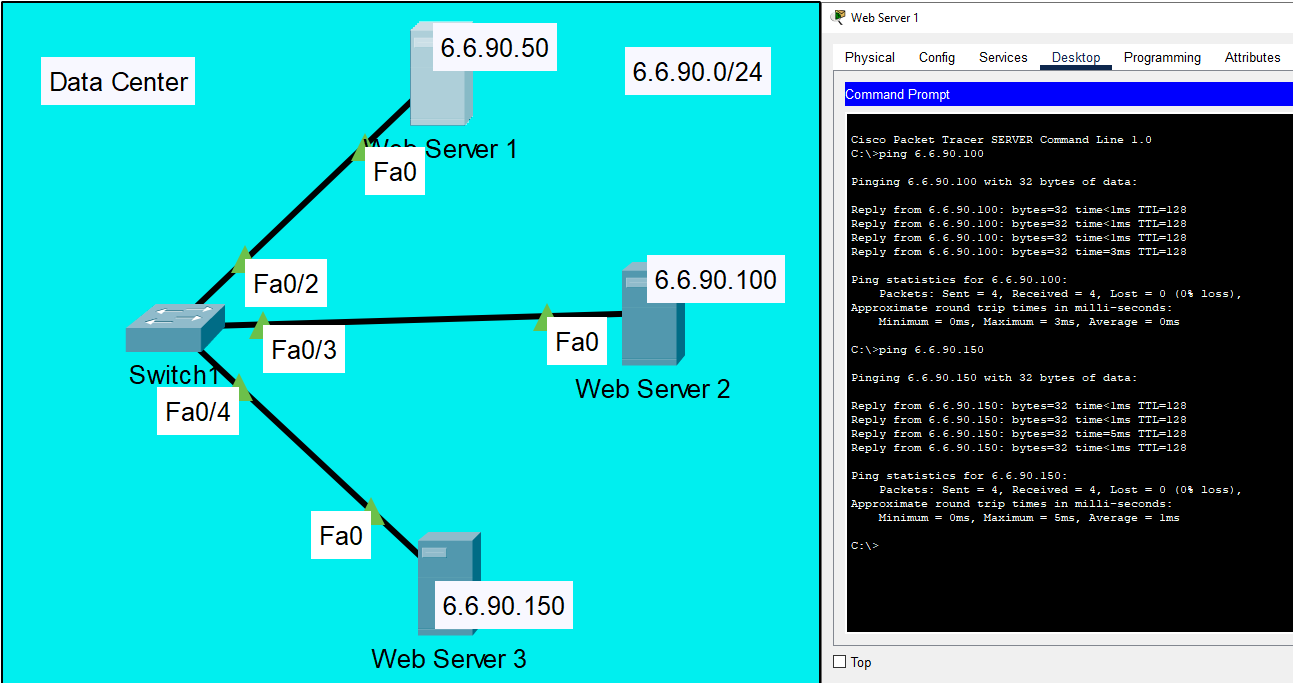 Data Center
6.6.90.50
6.6.90.0/24
Web Server 1
Fa0
Fa0/2
6.6.90.100
Fa0/3
Fa0
Switch1
Web Server 2
Fa0/4
Fa0
6.6.90.150
Web Server 3
Web Server 1
Physical Config Services Desktop Programming Attributes
Command Prompt
Cisco Packet Tracer SERVER Command Line 1.0
C:\>ping 6.6.90.100
Pinging 6.6.90.100 with 32 bytes of data:
Reply from 6.6.90.100: bytes=32 time<1ms TTL=128
Reply from 6.6.90.100: bytes=32 time<1ms TTL=128
Reply from 6.6.90.100: bytes=32 time<1ms TTL=128
Reply from 6.6.90.100: bytes=32 time=3ms TTL=128
Ping statistics for 6.6.90.100:
Packets: Sent = 4, Received = 4, Lost = 0 (0% loss),
Approximate round trip times in milli-seconds:
Minimum = 0ms, Maximum = 3ms, Average = 0ms
C:\>ping 6.6.90.150
Pinging 6.6.90.150 with 32 bytes of data:
Reply from 6.6.90.150: bytes=32 time<1ms TTL=128
Reply from 6.6.90.150: bytes=32 time<1ms TTL=128
Reply from 6.6.90.150: bytes=32 time=5ms TTL=128
Reply from 6.6.90.150: bytes=32 time<1ms TTL=128
Ping statistics for 6.6.90.150:
Packets: Sent = 4, Received = 4, Lost = 0 (0% loss),
Approximate round trip times in milli-seconds:
Minimum = 0ms, Maximum = 5ms, Average = 1ms
C:\>
Top